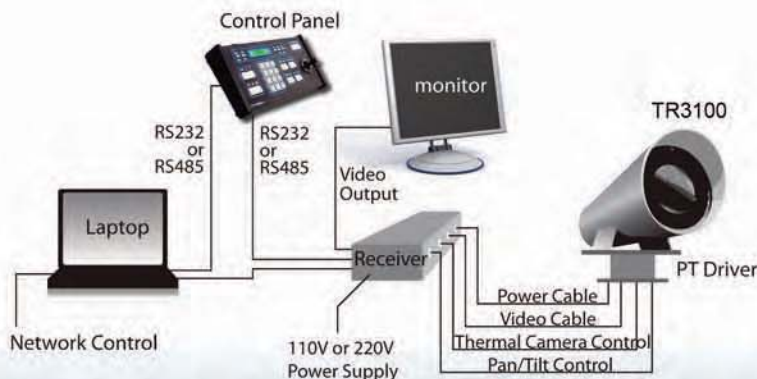 Control Panel
monitor
TR3100
RS232
or
RS485
RS232
or
RS485
Video
Output
Laptop
Receiver
PT Driver
Power Cable
Video Cable
Thermal Camera Control
Pan/Tilt Control
Network Control
110V or 220V
Power Supply